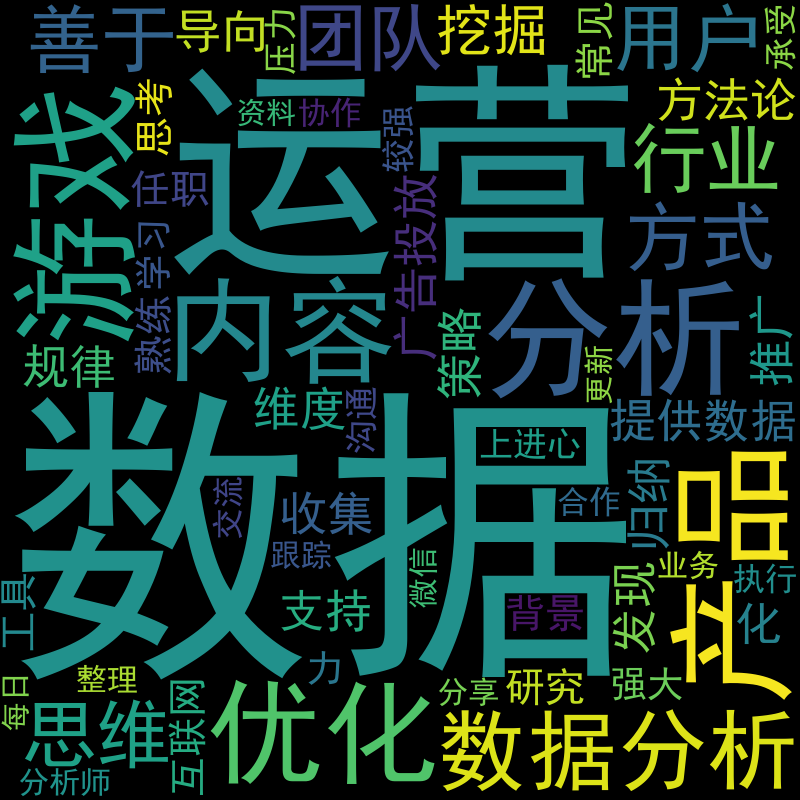 善于
导向
压力
团队
挖掘
常见
用户
承受
游戏
思考
资料
协作
运营
较强
方法论
行业
任职
学习
广告投放
方式
熟练
内容
策略
分析
更新
推广
规律
维度
沟通
上进心
提供数据
数据
交流
收集
跟踪
合作
归纳
产品
工具
支持
微信
背景
发现
业务
执行
化
每日
整理
力
分享
研究
强大
思维
互联网
优化
数据分析
分析师